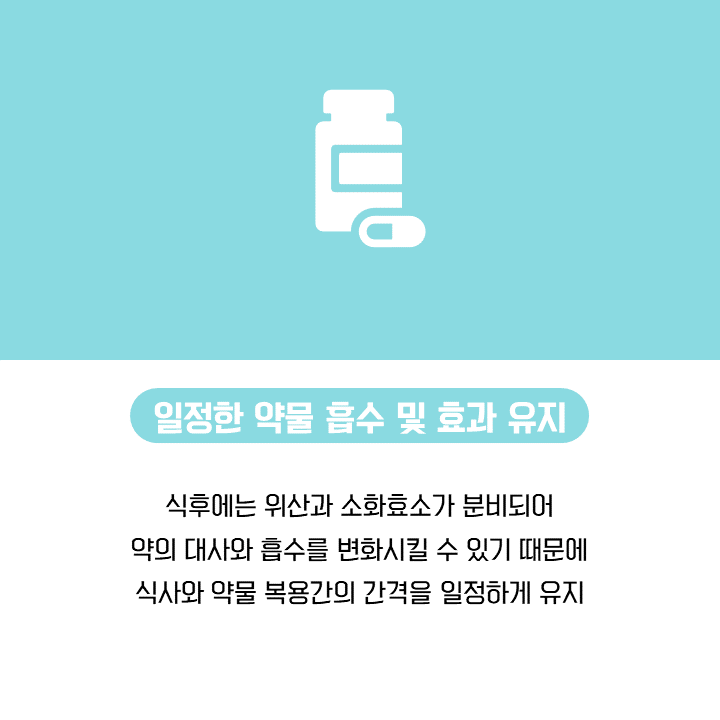 일정한 약물 흡수 및 효과 유지
식후에는 위산과 소화효소가 분비되어
약의 대사와 흡수를 변화시킬 수 있기 때문에
식사와 약물 복용간의 간격을 일정하게 유지